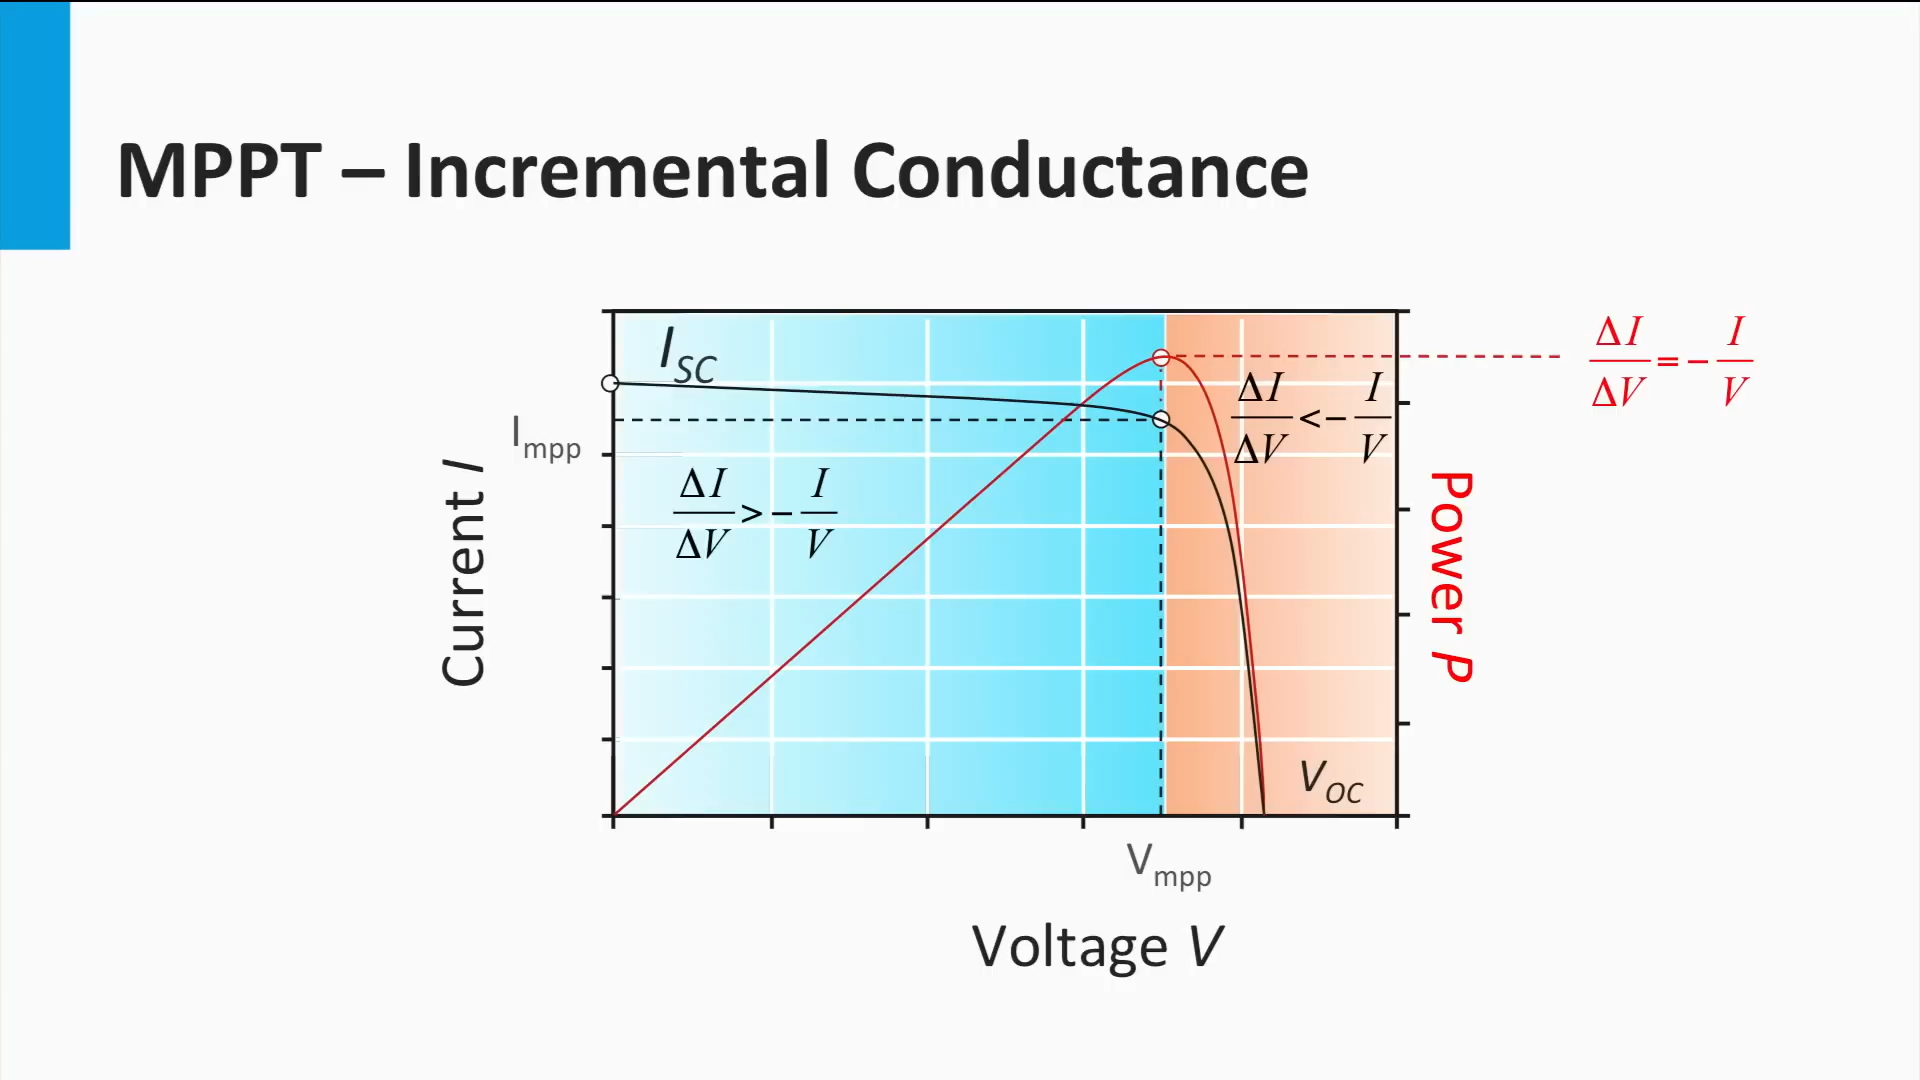 MPPT – Incremental Conductance
I_SC
I_mpp
ΔI/ΔV > − I/V
ΔI/ΔV < − I/V
ΔI/ΔV = − I/V
Current I
Power P
V_OC
V_mpp
Voltage V